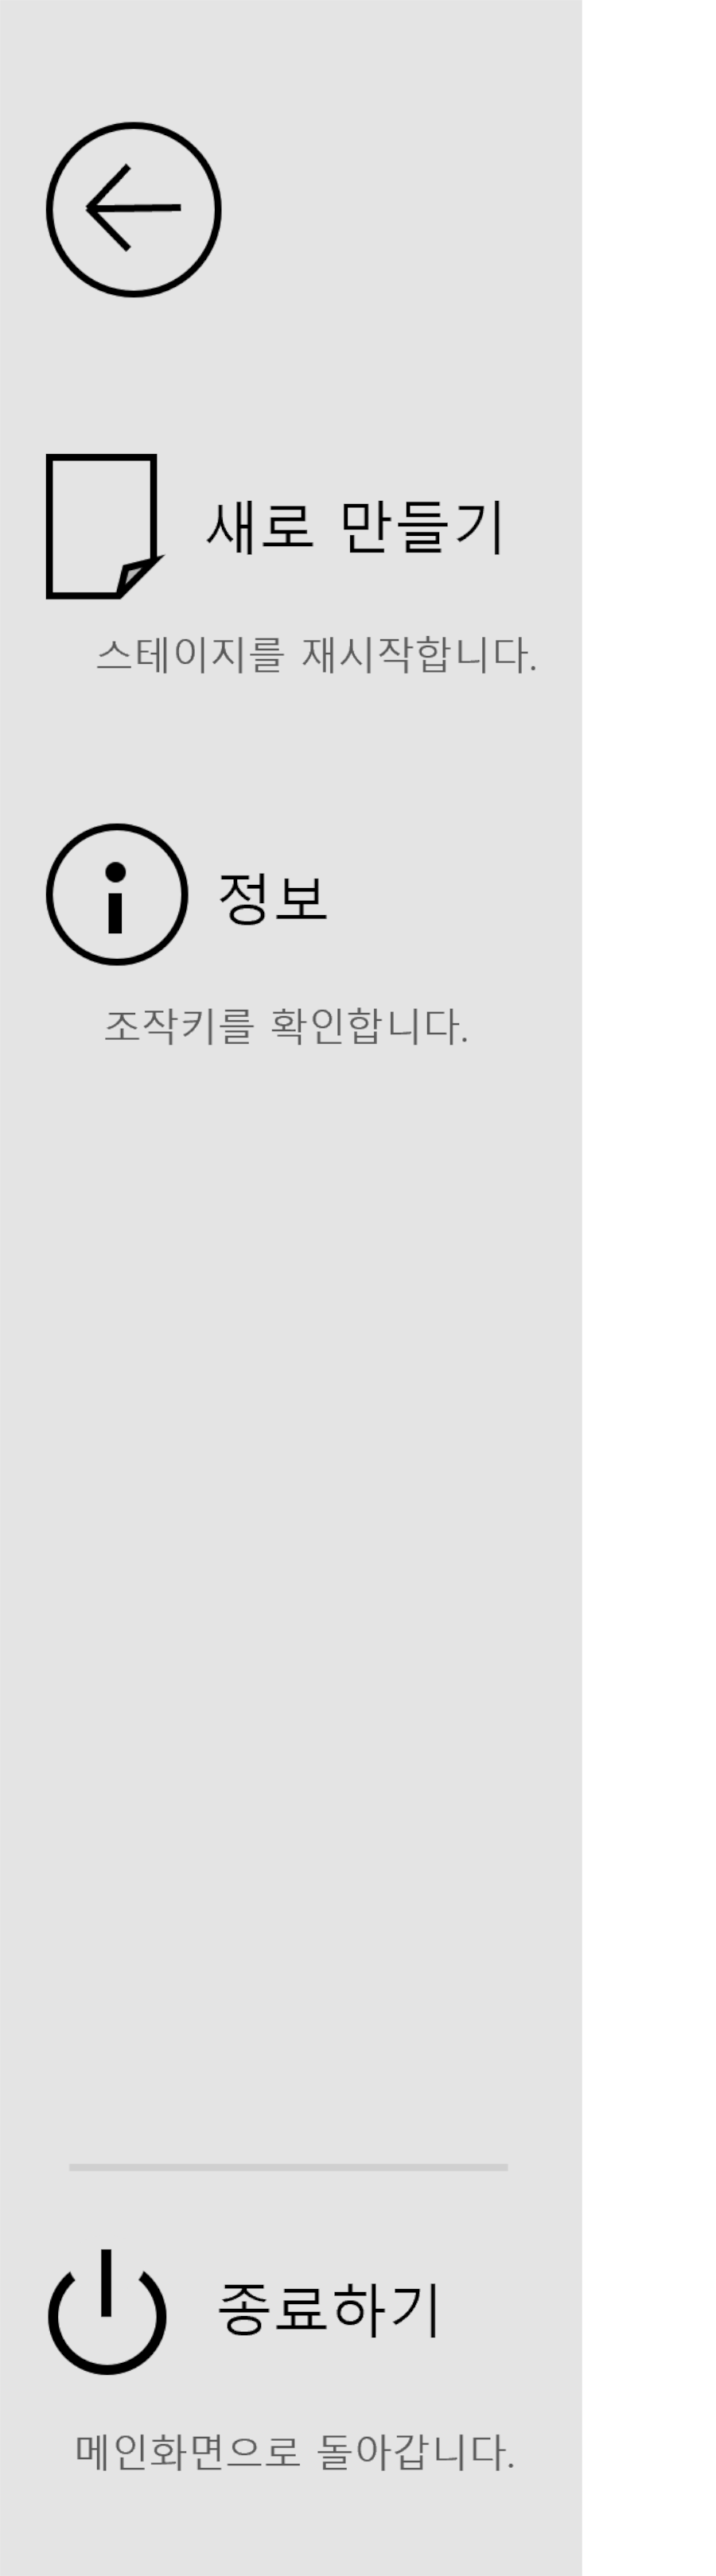 새로 만들기
스테이지를 재시작합니다.
정보
조작키를 확인합니다.
종료하기
메인화면으로 돌아갑니다.